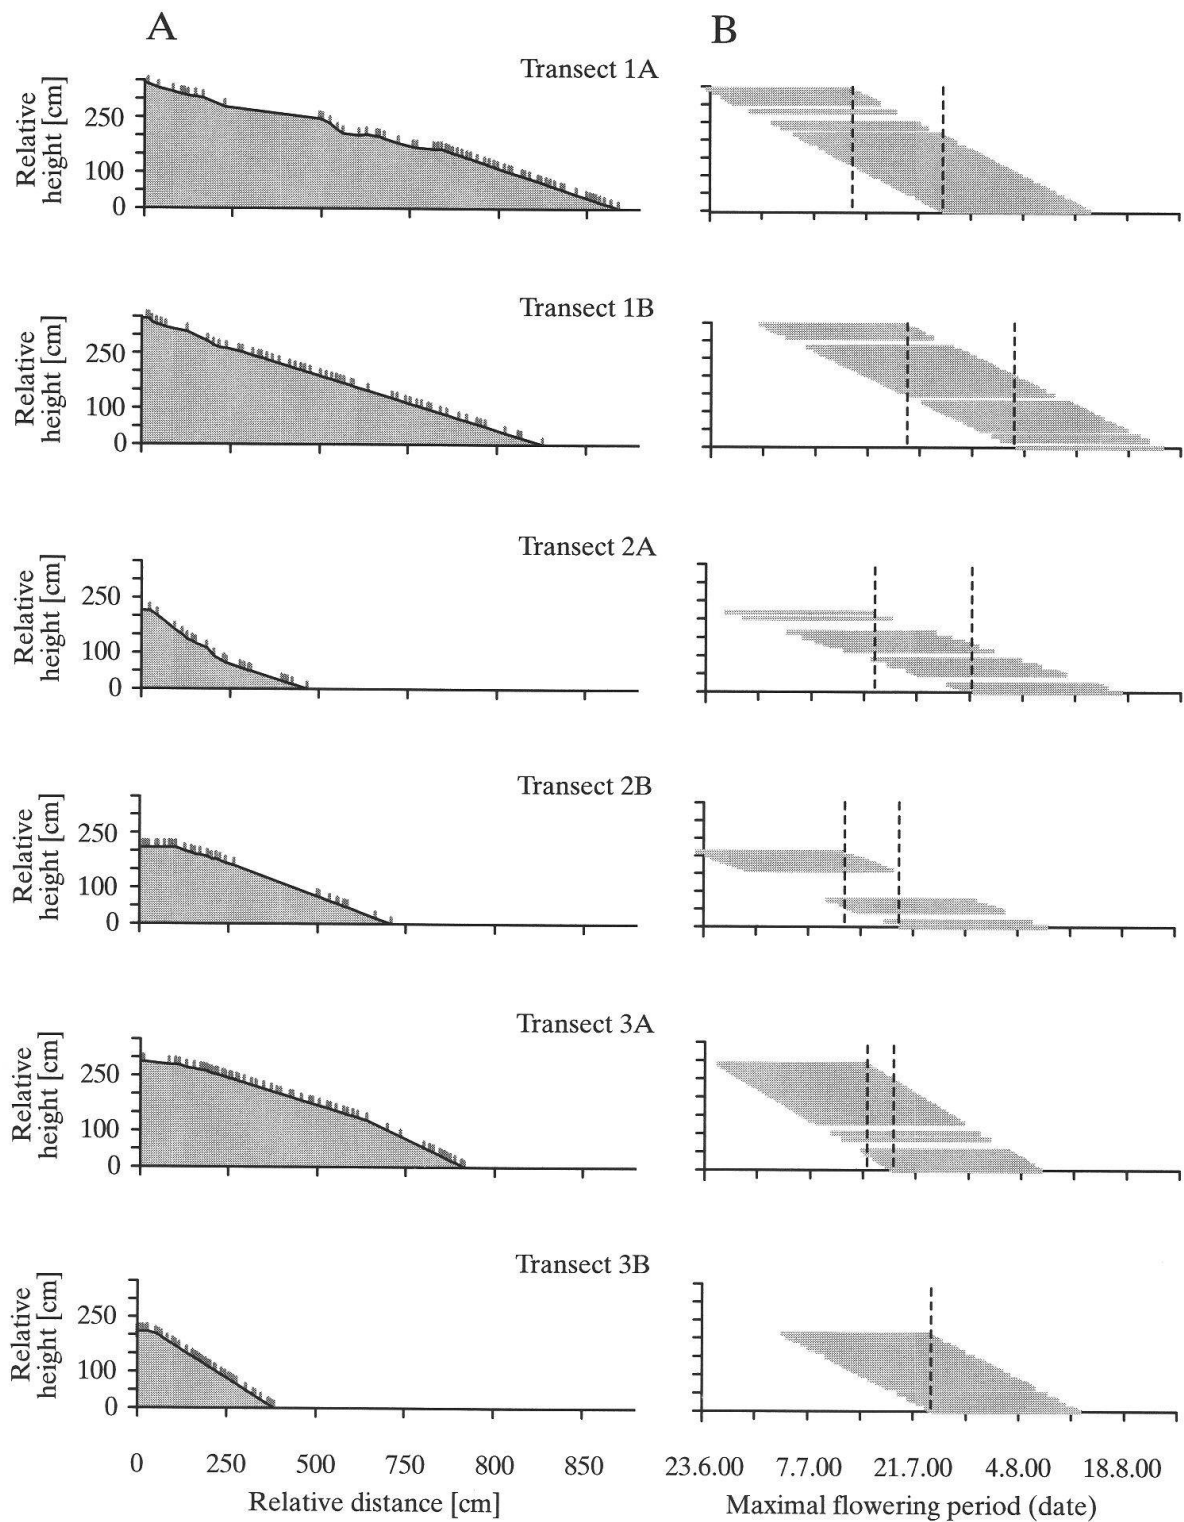 A
B
Transect 1A
Relative
height [cm]
250
100
0
Transect 1B
Relative
height [cm]
250
100
0
Transect 2A
Relative
height [cm]
250
100
0
Transect 2B
Relative
height [cm]
250
100
0
Transect 3A
Relative
height [cm]
250
100
0
Transect 3B
Relative
height [cm]
250
100
0
0 250 500 750 800 850
Relative distance [cm]
23.6.00 7.7.00 21.7.00 4.8.00 18.8.00
Maximal flowering period (date)